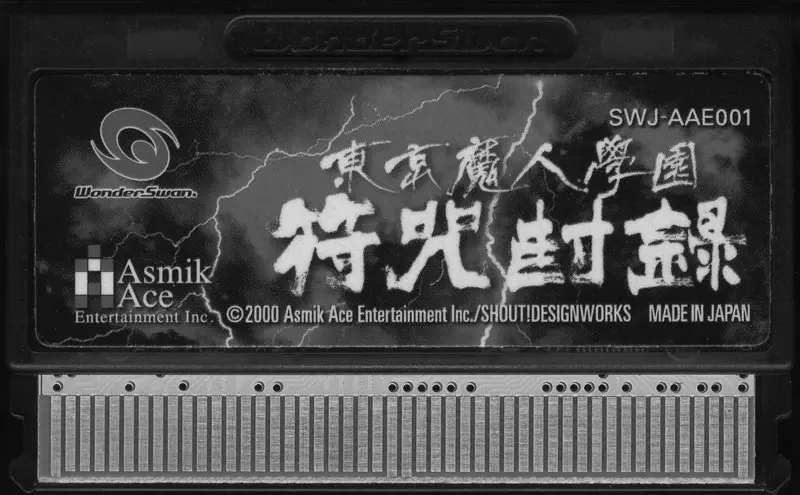 WonderSwan
SWJ-AAE001
WonderSwan.
東京魔人學園
符咒封録
Asmik
Ace
Entertainment Inc.
©2000 Asmik Ace Entertainment Inc./SHOUT!DESIGNWORKS MADE IN JAPAN